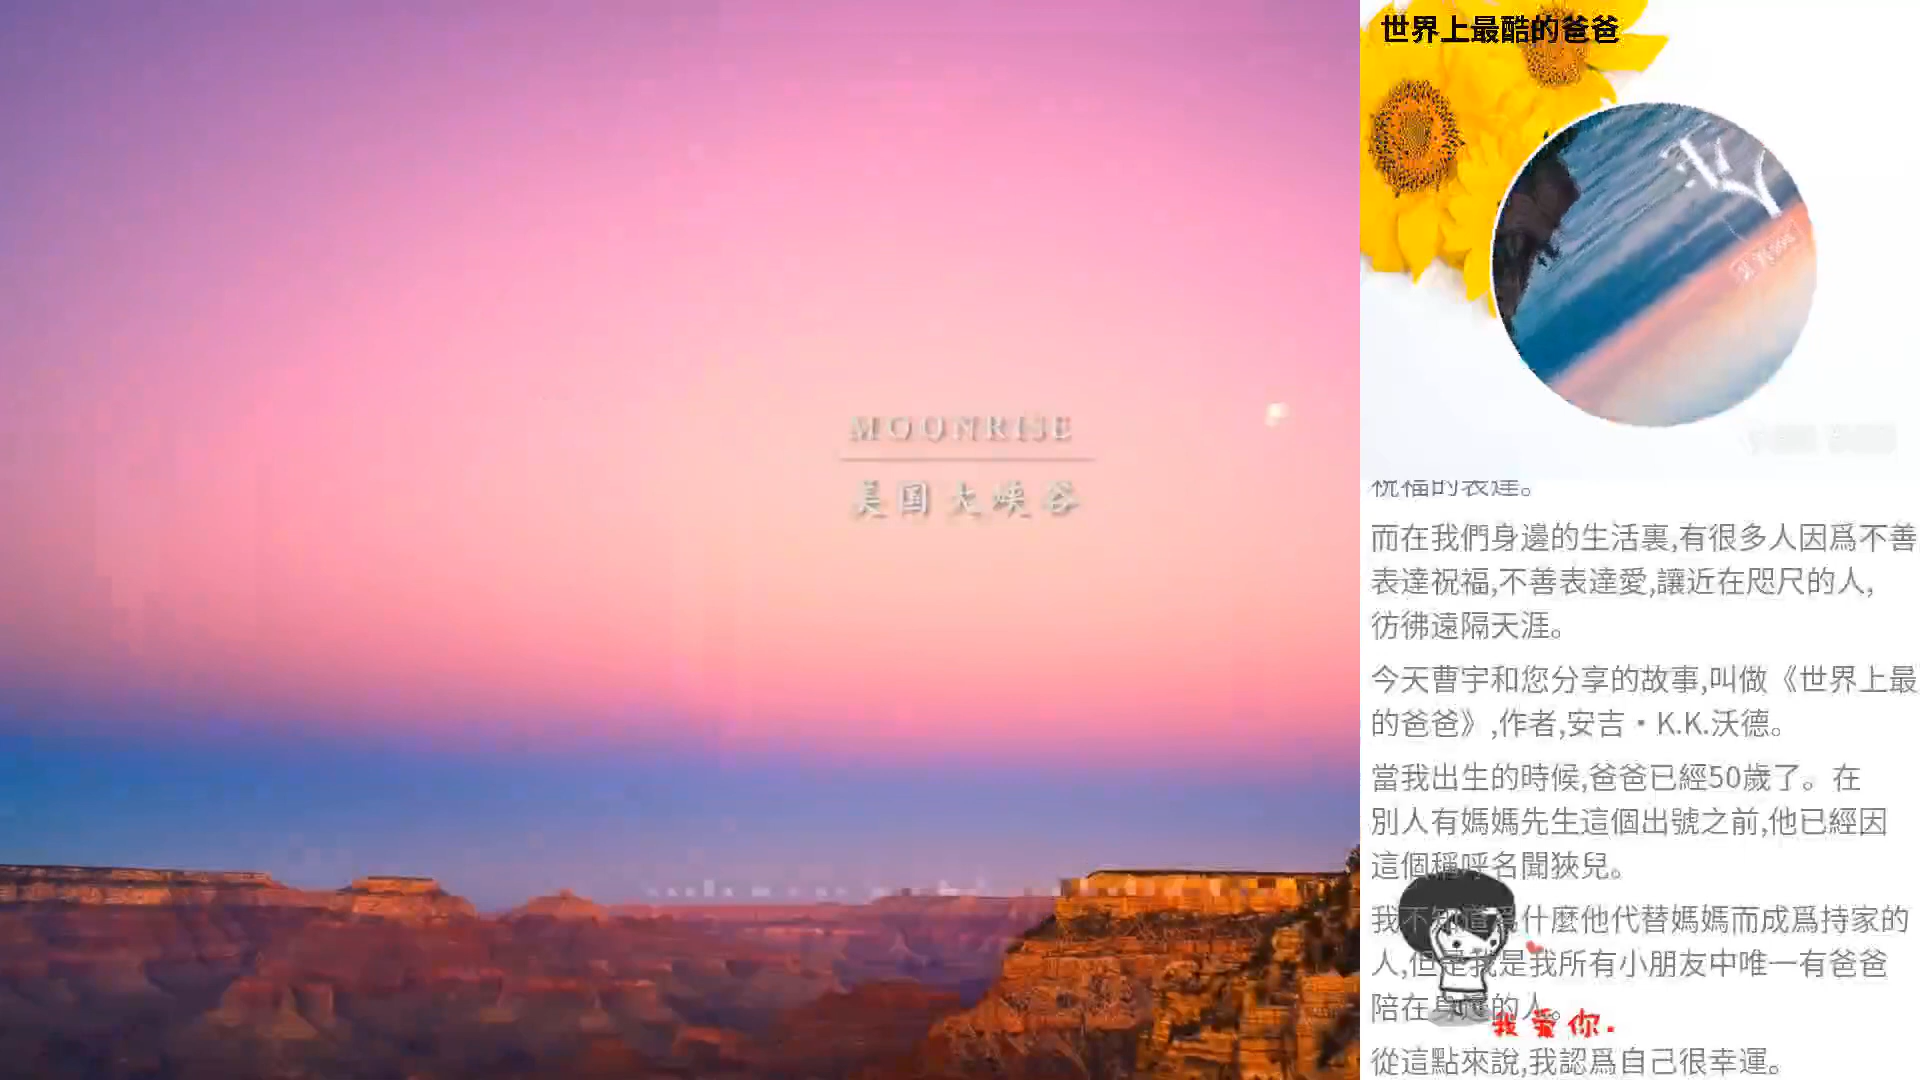 MOONRISE
美国大峡谷
世界上最酷的爸爸
祝福的表達。
而在我們身邊的生活裏,有很多人因爲不善
表達祝福,不善表達愛,讓近在咫尺的人,
彷彿遠隔天涯。
今天曹宇和您分享的故事,叫做《世界上最
的爸爸》,作者,安吉·K.K.沃德。
當我出生的時候,爸爸已經50歲了。在
別人有媽媽先生這個出號之前,他已經因
這個稱呼名聞狹兒。
我不知道爲什麼他代替媽媽而成爲持家的
人,但是我是我所有小朋友中唯一有爸爸
陪在身邊的人。
我爱你.
從這點來說,我認爲自己很幸運。